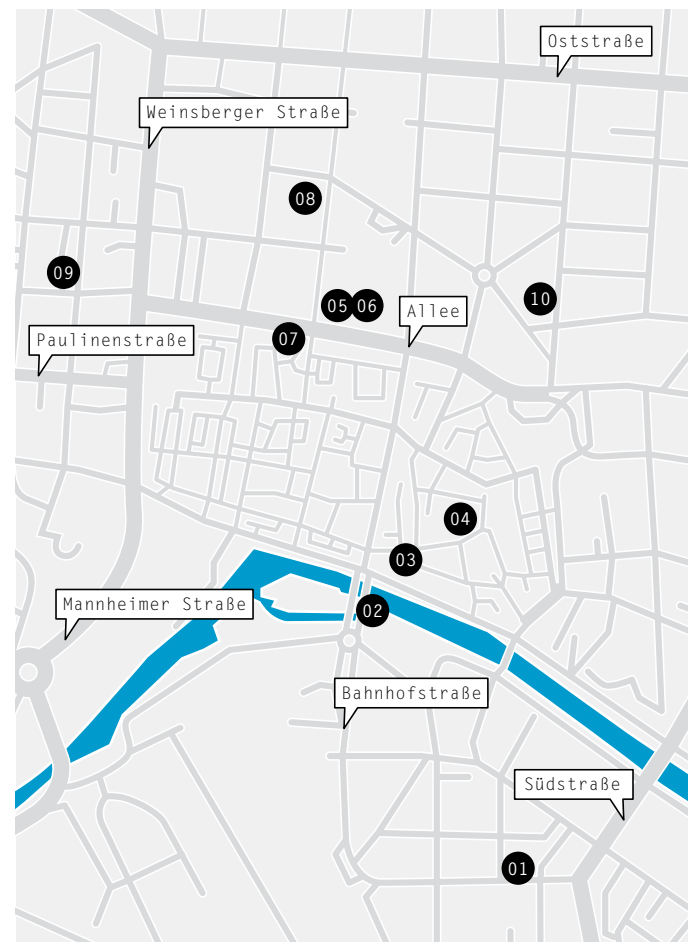 Oststraße
Weinsberger Straße
08
09
10
05 06
Allee
07
Paulinenstraße
04
03
Mannheimer Straße
02
Bahnhofstraße
Südstraße
01